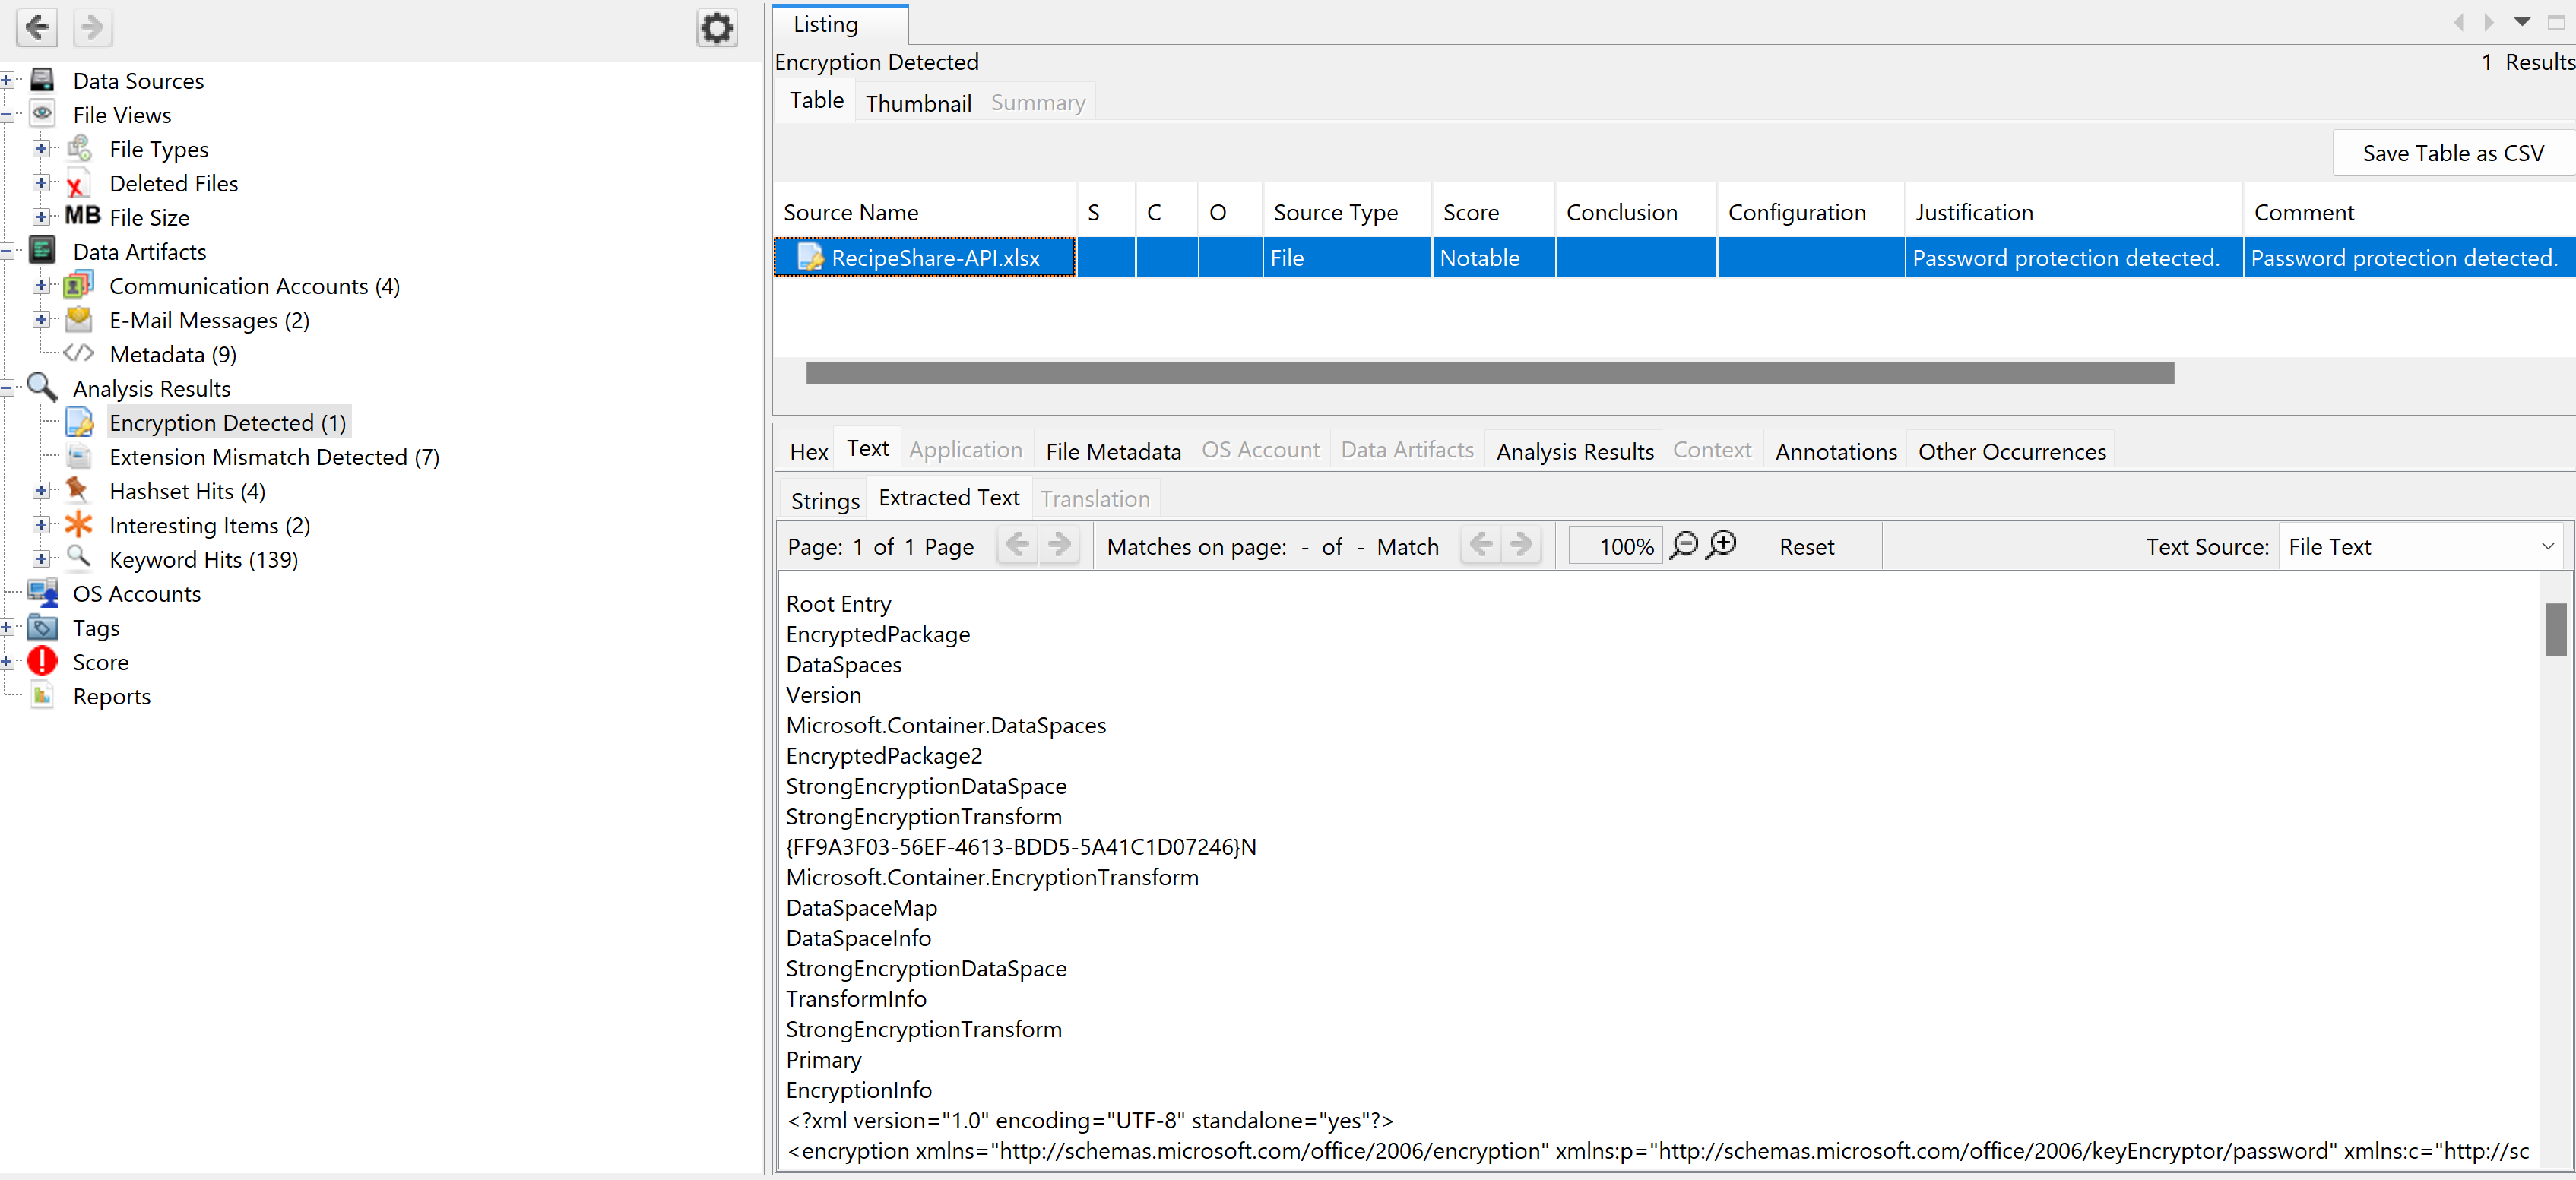 Data Sources
File Views
File Types
Deleted Files
MB File Size
Data Artifacts
Communication Accounts (4)
E-Mail Messages (2)
Metadata (9)
Analysis Results
Encryption Detected (1)
Extension Mismatch Detected (7)
Hashset Hits (4)
Interesting Items (2)
Keyword Hits (139)
OS Accounts
Tags
Score
Reports
Listing
Encryption Detected 1 Results
Table Thumbnail Summary
Save Table as CSV
Source Name S C O Source Type Score Conclusion Configuration Justification Comment
RecipeShare-API.xlsx File Notable Password protection detected. Password protection detected.
Hex Text Application File Metadata OS Account Data Artifacts Analysis Results Context Annotations Other Occurrences
Strings Extracted Text Translation
Page: 1 of 1 Page Matches on page: - of - Match 100% Reset Text Source: File Text
Root Entry
EncryptedPackage
DataSpaces
Version
Microsoft.Container.DataSpaces
EncryptedPackage2
StrongEncryptionDataSpace
StrongEncryptionTransform
{FF9A3F03-56EF-4613-BDD5-5A41C1D07246}N
Microsoft.Container.EncryptionTransform
DataSpaceMap
DataSpaceInfo
StrongEncryptionDataSpace
TransformInfo
StrongEncryptionTransform
Primary
EncryptionInfo
<?xml version="1.0" encoding="UTF-8" standalone="yes"?>
<encryption xmlns="http://schemas.microsoft.com/office/2006/encryption" xmlns:p="http://schemas.microsoft.com/office/2006/keyEncryptor/password" xmlns:c="http://sc